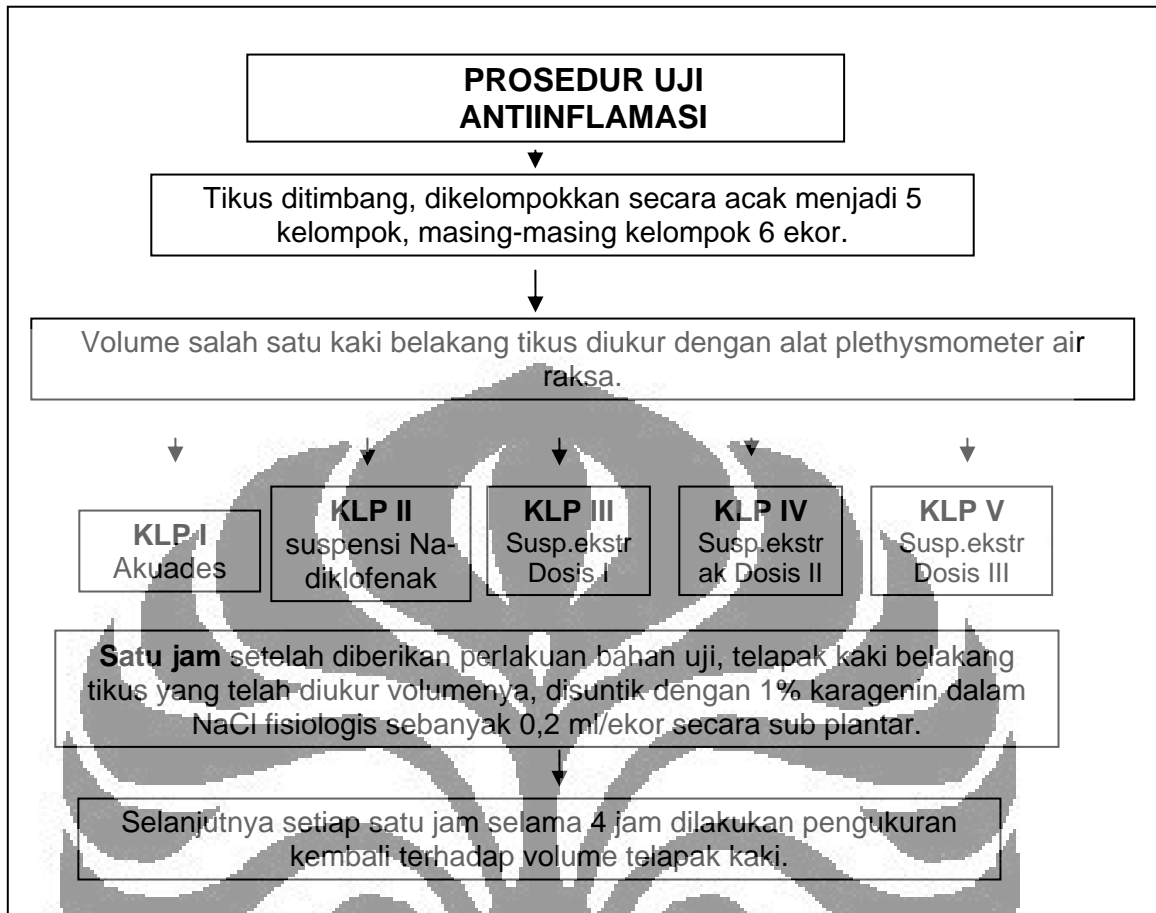 PROSEDUR UJI
ANTIINFLAMASI
Tikus ditimbang, dikelompokkan secara acak menjadi 5
kelompok, masing-masing kelompok 6 ekor.
Volume salah satu kaki belakang tikus diukur dengan alat plethysmometer air
raksa.
KLP I
Akuades
KLP II
suspensi Na-
diklofenak
KLP III
Susp.ekstr
Dosis I
KLP IV
Susp.ekstr
ak Dosis II
KLP V
Susp.ekstr
Dosis III
Satu jam setelah diberikan perlakuan bahan uji, telapak kaki belakang
tikus yang telah diukur volumenya, disuntik dengan 1% karagenin dalam
NaCl fisiologis sebanyak 0,2 ml/ekor secara sub plantar.
Selanjutnya setiap satu jam selama 4 jam dilakukan pengukuran
kembali terhadap volume telapak kaki.